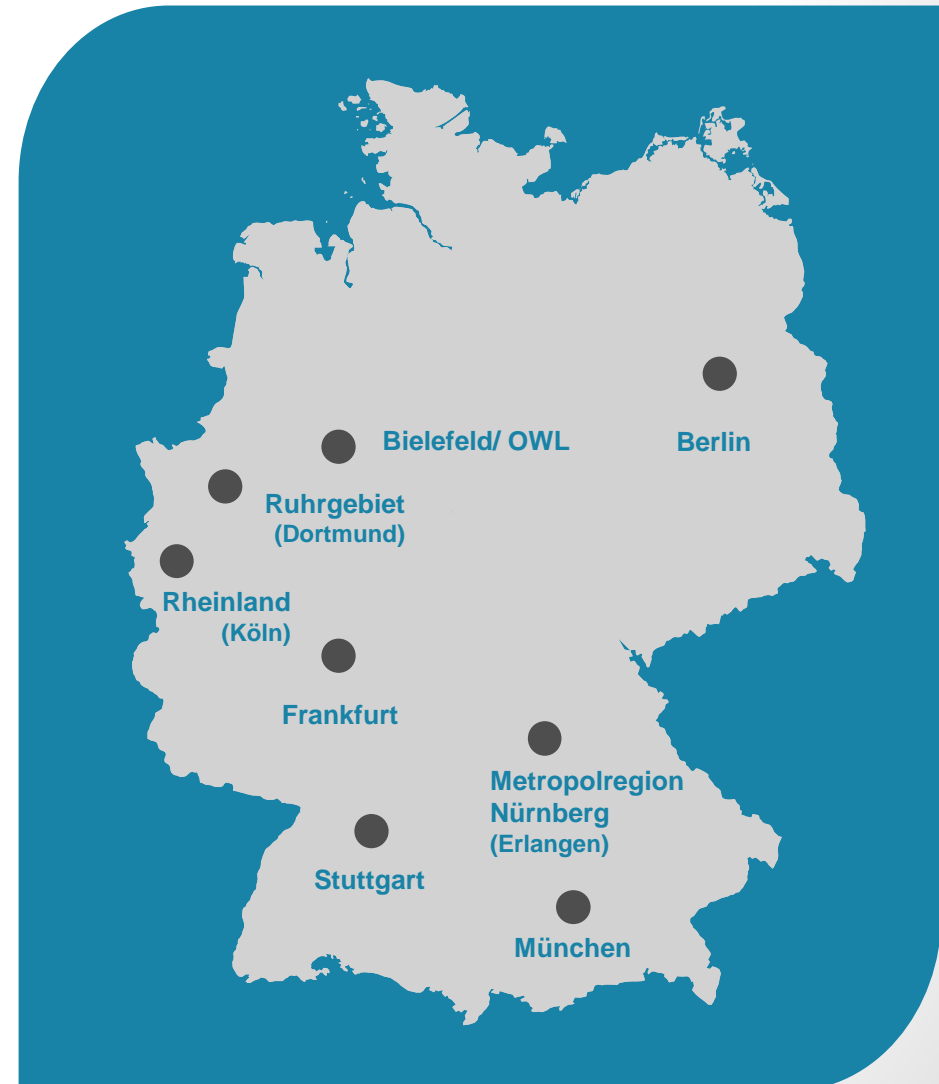 Bielefeld/ OWL
Berlin
Ruhrgebiet
(Dortmund)
Rheinland
(Köln)
Frankfurt
Metropolregion
Nürnberg
(Erlangen)
Stuttgart
München